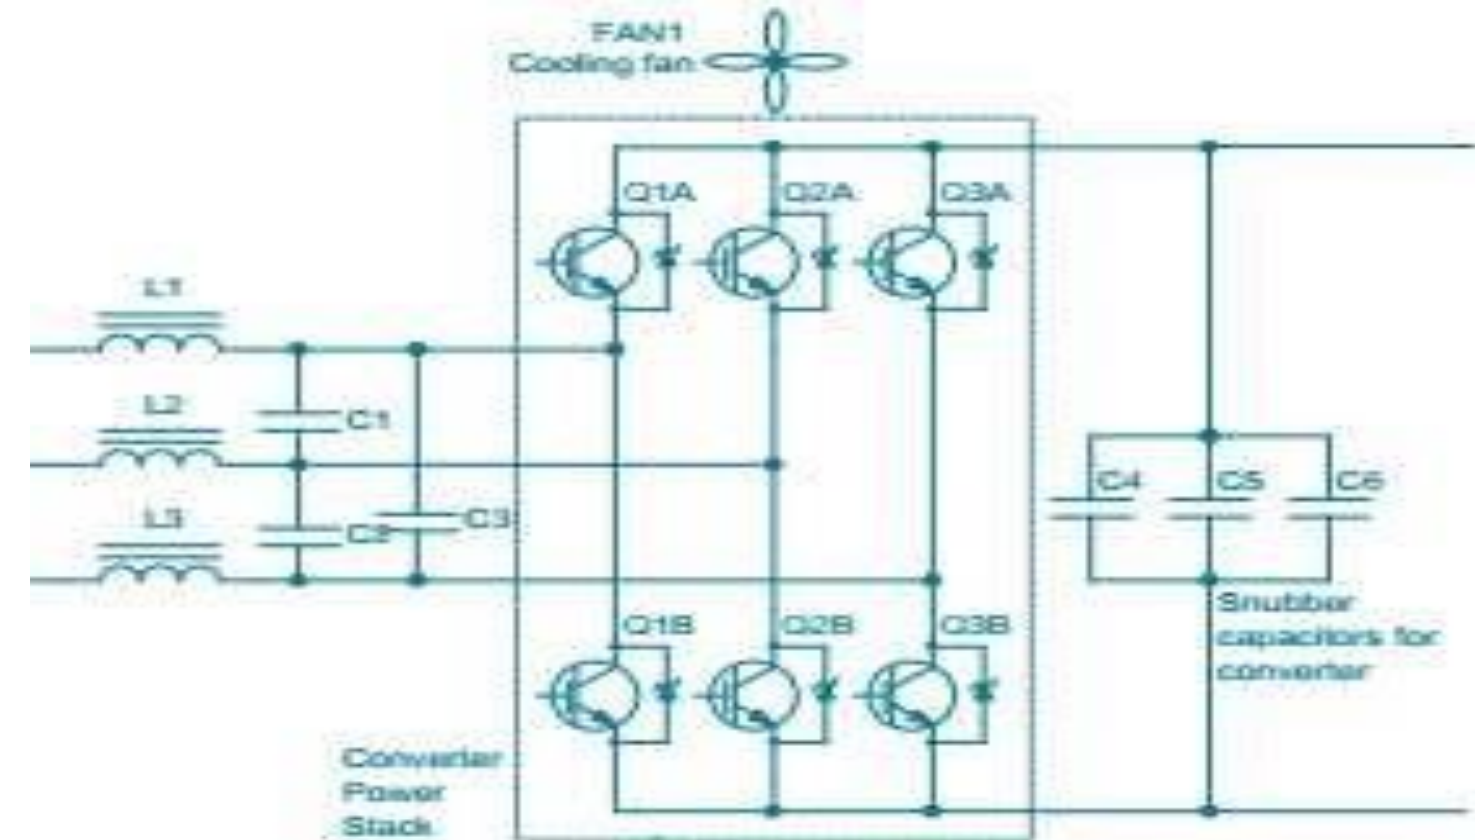 FAN1
Cooling fan
Q1A
Q2A
Q3A
L1
L2
C1
L3
C2
C3
C4
C5
C6
Snubber
capacitors for
converter
Q1B
Q2B
Q3B
Converter
Power
Stack